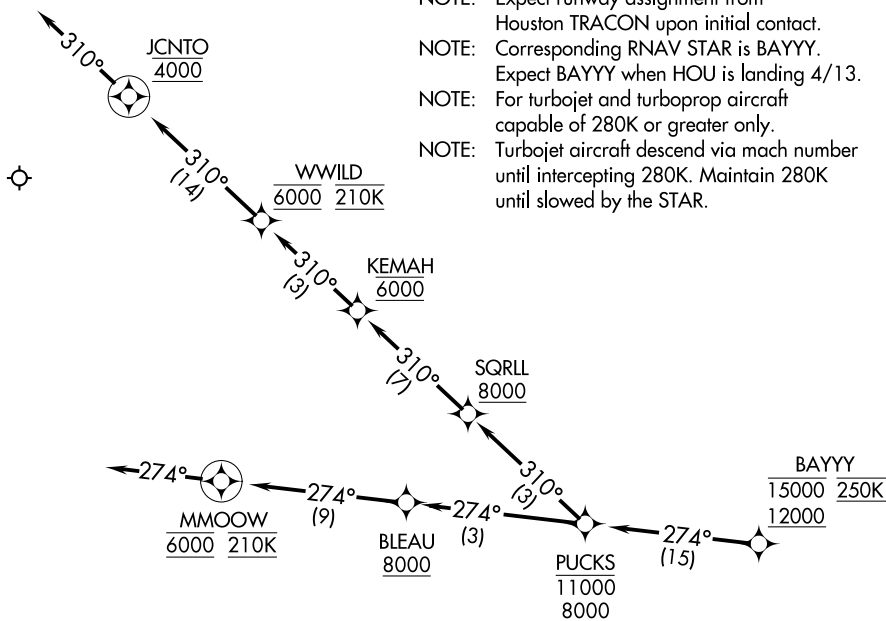 NOTE: Expect runway assignment from
Houston TRACON upon initial contact.
NOTE: Corresponding RNAV STAR is BAYYY.
Expect BAYYY when HOU is landing 4/13.
NOTE: For turbojet and turboprop aircraft
capable of 280K or greater only.
NOTE: Turbojet aircraft descend via mach number
until intercepting 280K. Maintain 280K
until slowed by the STAR.
310°
JCNTO
4000
310°
(14)
WWILD
6000 210K
310°
(3)
KEMAH
6000
310°
(7)
SQRLL
8000
310°
(3)
274°
MMOOW
6000 210K
274°
(9)
BLEAU
8000
274°
(3)
PUCKS
11000
8000
274°
(15)
BAYYY
15000 250K
12000